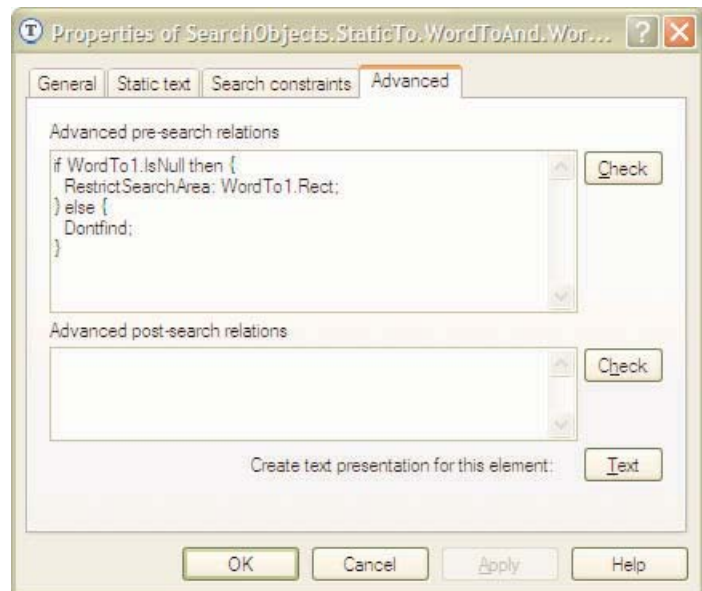 Properties of SearchObjects.StaticTo.WordToAnd.Wor...
General Static text Search constraints Advanced
Advanced pre-search relations
if WordTo1.IsNull then {
RestrictSearchArea: WordTo1.Rect;
} else {
Dontfind;
}
Check
Advanced post-search relations
Check
Create text presentation for this element: Text
OK Cancel Apply Help